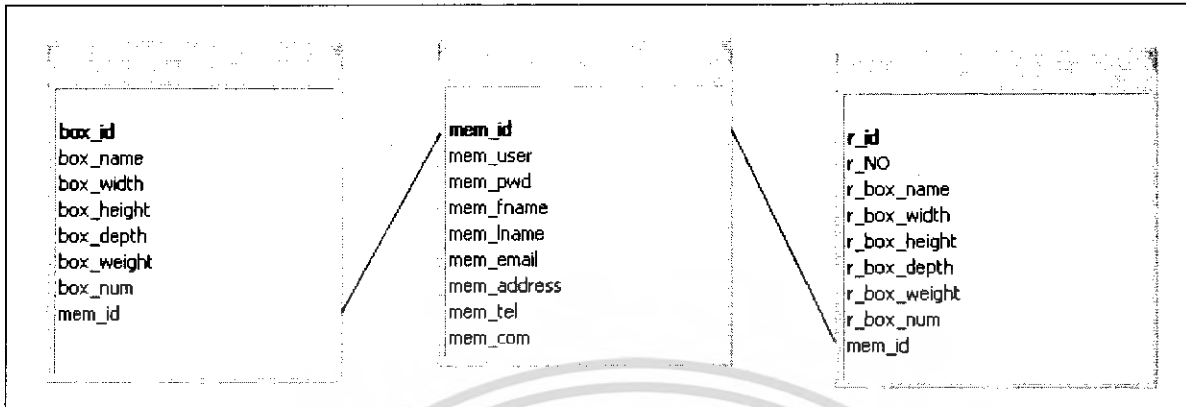 box_id
box_name
box_width
box_height
box_depth
box_weight
box_num
mem_id
mem_id
mem_user
mem_pwd
mem_fname
mem_lname
mem_email
mem_address
mem_tel
mem_com
r_id
r_NO
r_box_name
r_box_width
r_box_height
r_box_depth
r_box_weight
r_box_num
mem_id